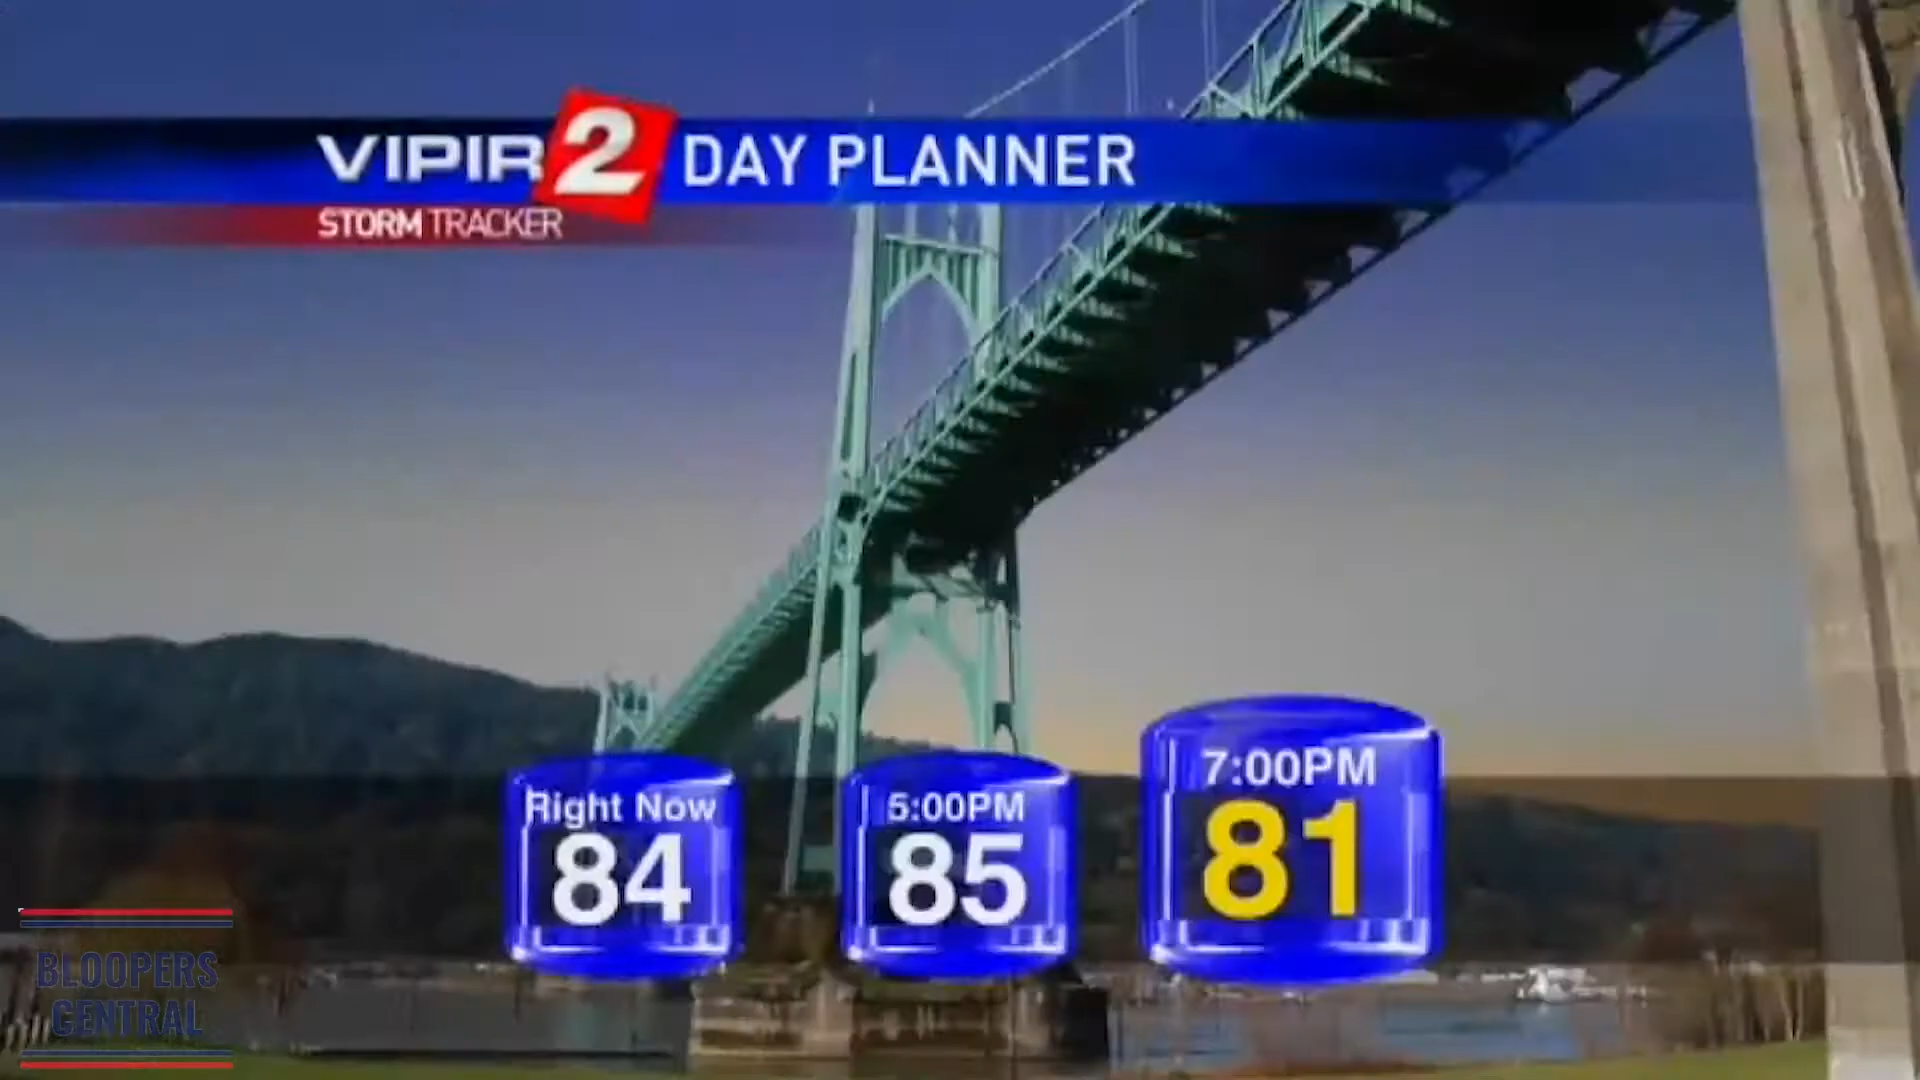 VIPIR 2 DAY PLANNER
STORM TRACKER
7:00PM
81
Right Now
84
5:00PM
85
BLOOPERS
CENTRAL